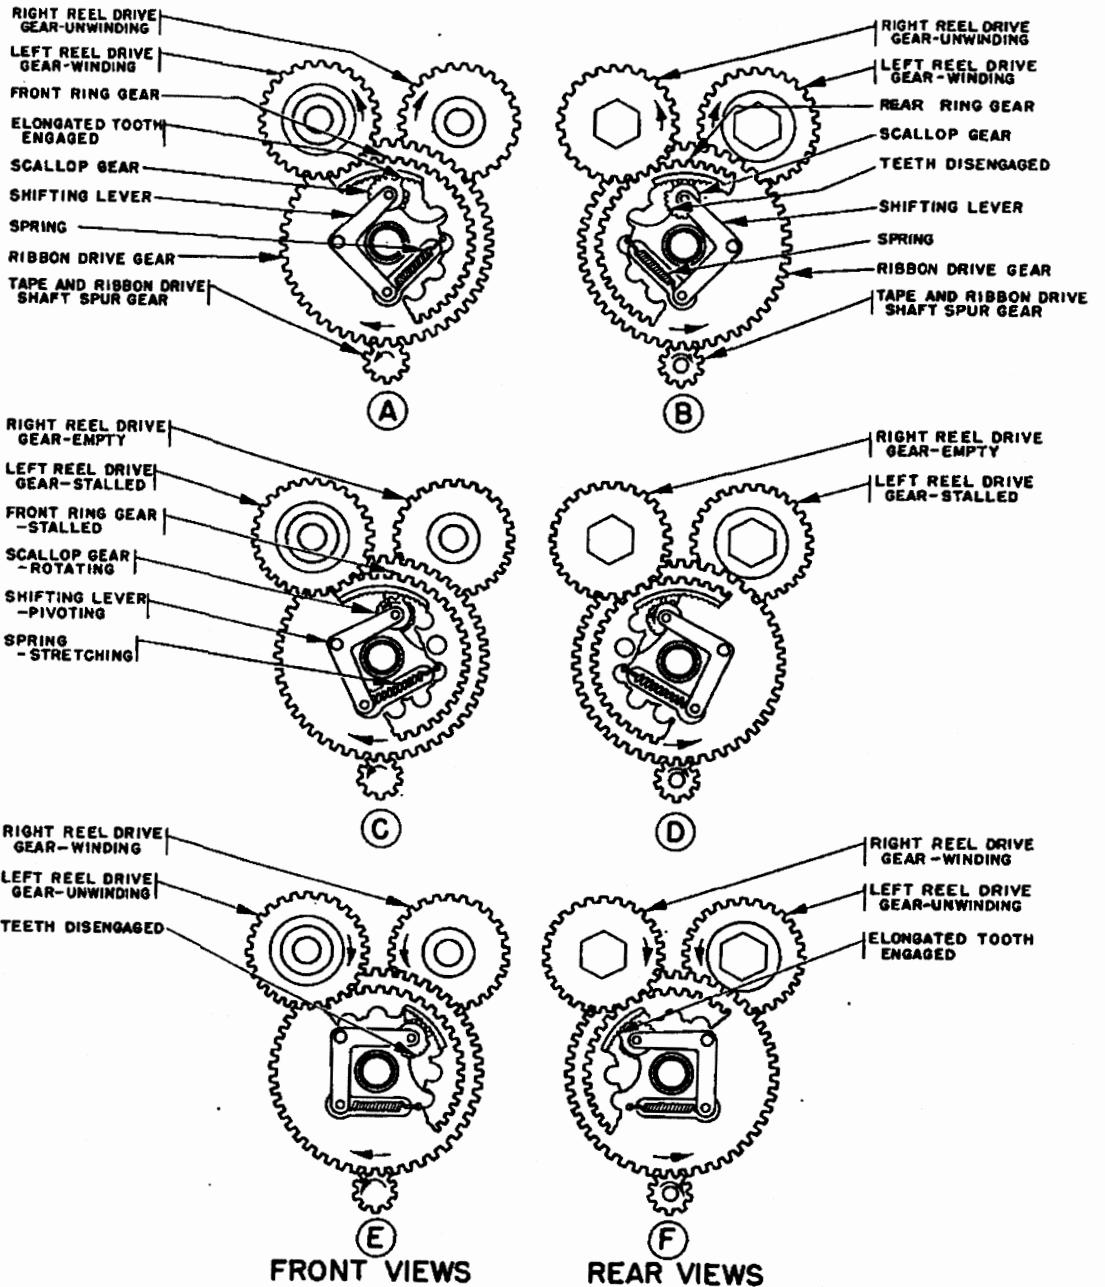 RIGHT REEL DRIVE
GEAR-UNWINDING
LEFT REEL DRIVE
GEAR-WINDING
FRONT RING GEAR
ELONGATED TOOTH
ENGAGED
SCALLOP GEAR
SHIFTING LEVER
SPRING
RIBBON DRIVE GEAR
TAPE AND RIBBON DRIVE
SHAFT SPUR GEAR
A
RIGHT REEL DRIVE
GEAR-UNWINDING
LEFT REEL DRIVE
GEAR-WINDING
REAR RING GEAR
SCALLOP GEAR
TEETH DISENGAGED
SHIFTING LEVER
SPRING
RIBBON DRIVE GEAR
TAPE AND RIBBON DRIVE
SHAFT SPUR GEAR
B
RIGHT REEL DRIVE
GEAR-EMPTY
LEFT REEL DRIVE
GEAR-STALLED
FRONT RING GEAR
-STALLED
SCALLOP GEAR
-ROTATING
SHIFTING LEVER
-PIVOTING
SPRING
-STRETCHING
C
RIGHT REEL DRIVE
GEAR-EMPTY
LEFT REEL DRIVE
GEAR-STALLED
D
RIGHT REEL DRIVE
GEAR-WINDING
LEFT REEL DRIVE
GEAR-UNWINDING
TEETH DISENGAGED
E
FRONT VIEWS
RIGHT REEL DRIVE
GEAR-WINDING
LEFT REEL DRIVE
GEAR-UNWINDING
ELONGATED TOOTH
ENGAGED
F
REAR VIEWS